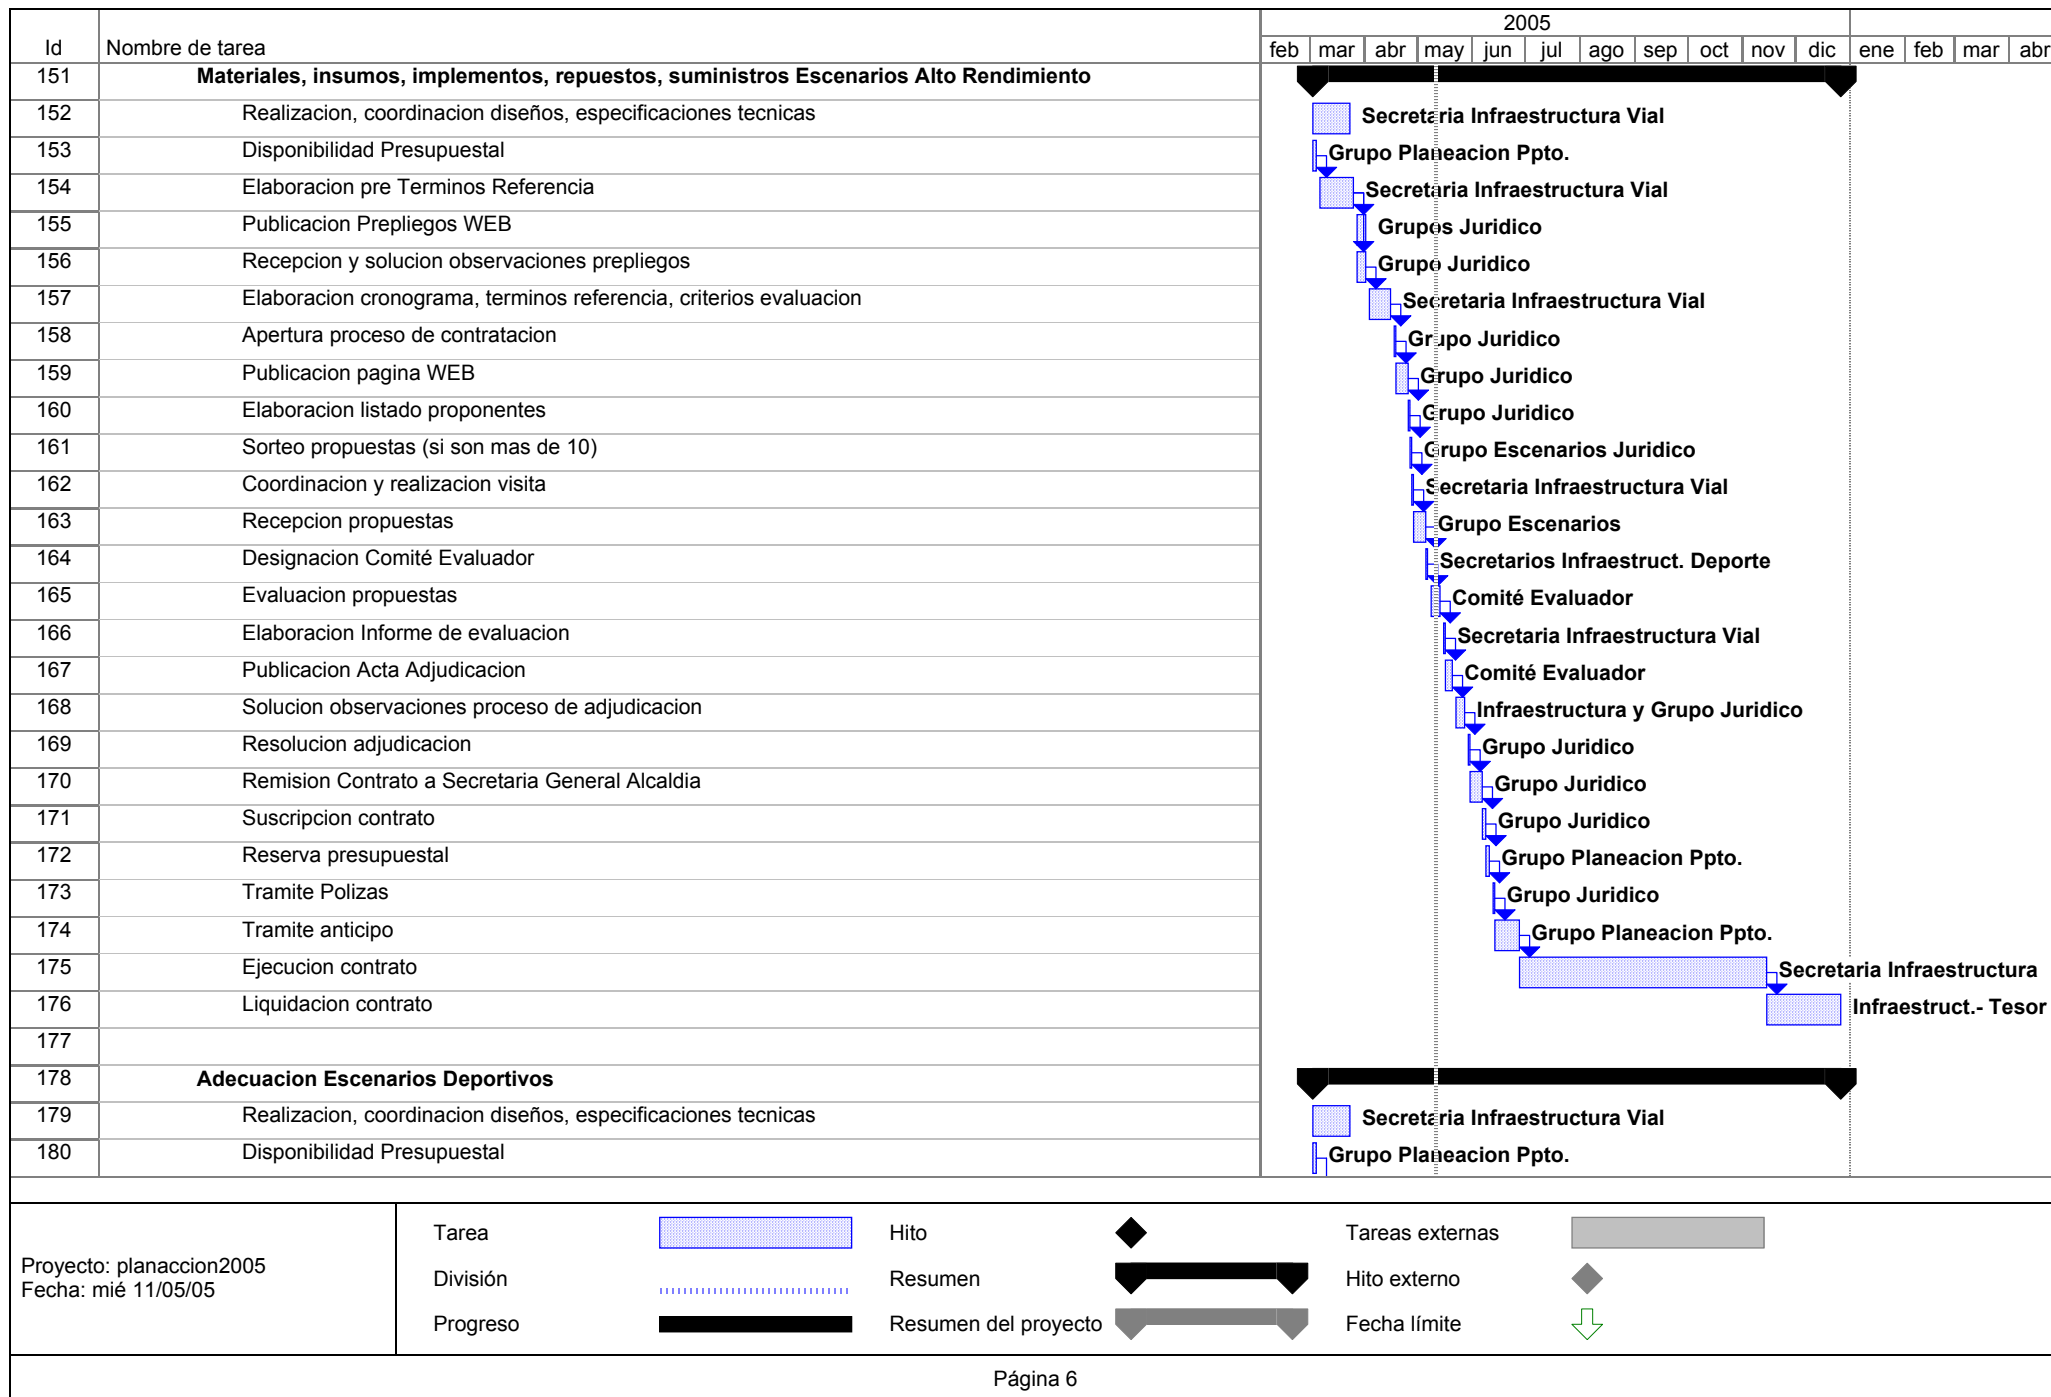 2005
Id Nombre de tarea feb mar abr may jun jul ago sep oct nov dic ene feb mar abr
151 Materiales, insumos, implementos, repuestos, suministros Escenarios Alto Rendimiento
152 Realizacion, coordinacion diseños, especificaciones tecnicas Secretaria Infraestructura Vial
153 Disponibilidad Presupuestal Grupo Planeacion Ppto.
154 Elaboracion pre Terminos Referencia Secretaria Infraestructura Vial
155 Publicacion Prepliegos WEB Grupos Juridico
156 Recepcion y solucion observaciones prepliegos Grupo Juridico
157 Elaboracion cronograma, terminos referencia, criterios evaluacion Secretaria Infraestructura Vial
158 Apertura proceso de contratacion Grupo Juridico
159 Publicacion pagina WEB Grupo Juridico
160 Elaboracion listado proponentes Grupo Juridico
161 Sorteo propuestas (si son mas de 10) Grupo Escenarios Juridico
162 Coordinacion y realizacion visita Secretaria Infraestructura Vial
163 Recepcion propuestas Grupo Escenarios
164 Designacion Comité Evaluador Secretarios Infraestruct. Deporte
165 Evaluacion propuestas Comité Evaluador
166 Elaboracion Informe de evaluacion Secretaria Infraestructura Vial
167 Publicacion Acta Adjudicacion Comité Evaluador
168 Solucion observaciones proceso de adjudicacion Infraestructura y Grupo Juridico
169 Resolucion adjudicacion Grupo Juridico
170 Remision Contrato a Secretaria General Alcaldia Grupo Juridico
171 Suscripcion contrato Grupo Juridico
172 Reserva presupuestal Grupo Planeacion Ppto.
173 Tramite Polizas Grupo Juridico
174 Tramite anticipo Grupo Planeacion Ppto.
175 Ejecucion contrato Secretaria Infraestructura
176 Liquidacion contrato Infraestruct.- Tesor
177
178 Adecuacion Escenarios Deportivos
179 Realizacion, coordinacion diseños, especificaciones tecnicas Secretaria Infraestructura Vial
180 Disponibilidad Presupuestal Grupo Planeacion Ppto.
Proyecto: planaccion2005
Fecha: mié 11/05/05
Tarea Hito Tareas externas
División Resumen Hito externo
Progreso Resumen del proyecto Fecha límite
Página 6